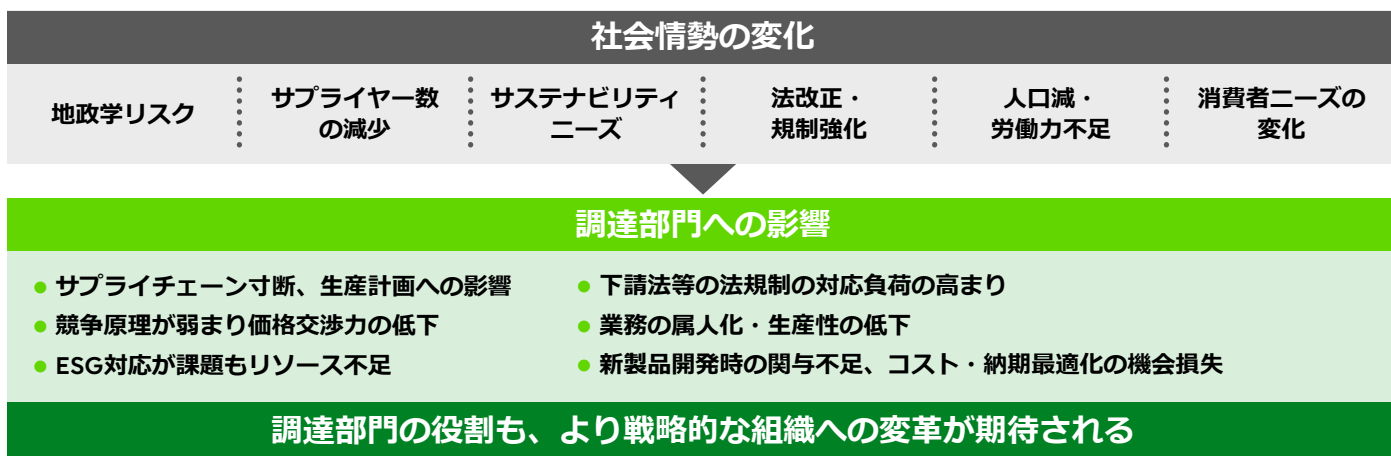 社会情勢の変化
地政学リスク
サプライヤー数
の減少
サステナビリティ
ニーズ
法改正・
規制強化
人口減・
労働力不足
消費者ニーズの
変化
調達部門への影響
● サプライチェーン寸断、生産計画への影響
● 競争原理が弱まり価格交渉力の低下
● ESG対応が課題もリソース不足
● 下請法等の法規制の対応負荷の高まり
● 業務の属人化・生産性の低下
● 新製品開発時の関与不足、コスト・納期最適化の機会損失
調達部門の役割も、より戦略的な組織への変革が期待される